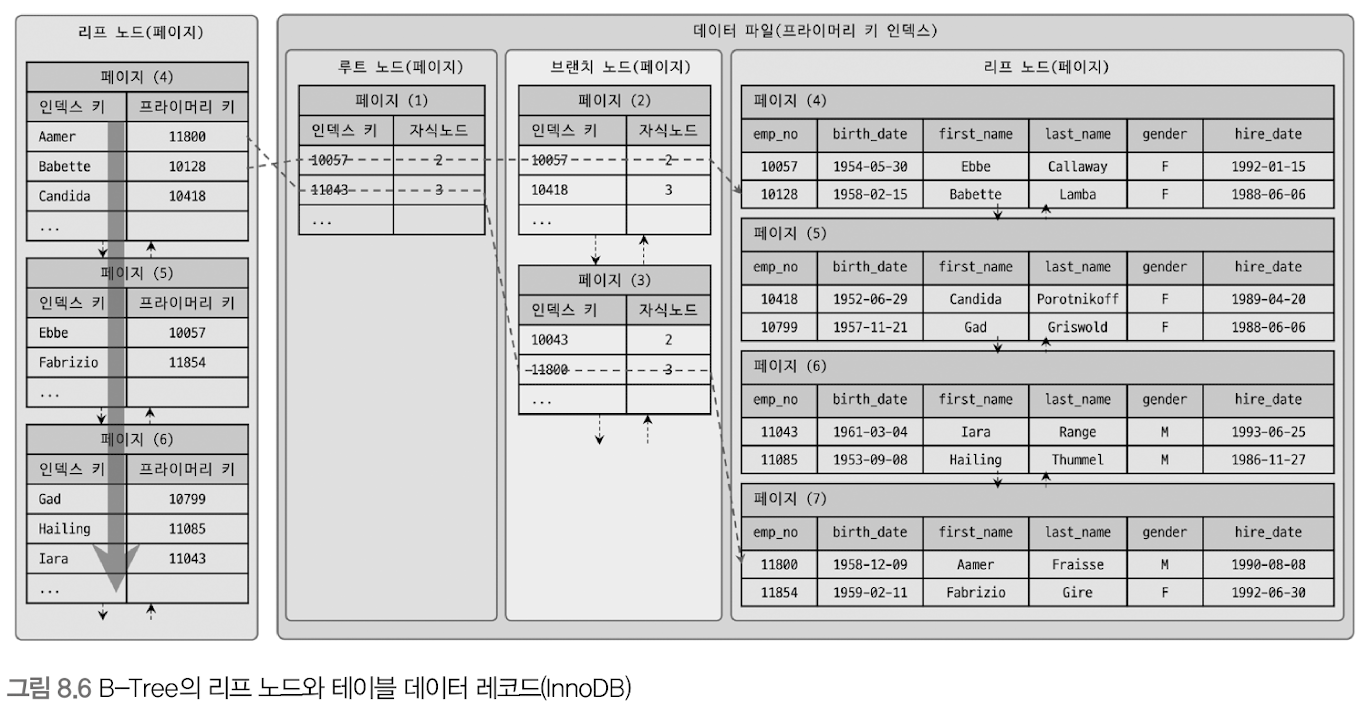 리프 노드(페이지)
페이지 (4)
인덱스 키 프라이머리 키
Aamer 11800
Babette 10128
Candida 10418
...
페이지 (5)
인덱스 키 프라이머리 키
Ebbe 10057
Fabrizio 11854
...
페이지 (6)
인덱스 키 프라이머리 키
Gad 10799
Hailing 11085
Iara 11043
...
데이터 파일(프라이머리 키 인덱스)
루트 노드(페이지)
페이지 (1)
인덱스 키 자식노드
10057 2
11043 3
...
브랜치 노드(페이지)
페이지 (2)
인덱스 키 자식노드
10057 2
10418 3
...
페이지 (3)
인덱스 키 자식노드
10043 2
11800 3
...
리프 노드(페이지)
페이지 (4)
emp_no birth_date first_name last_name gender hire_date
10057 1954-05-30 Ebbe Callaway F 1992-01-15
10128 1958-02-15 Babette Lamba F 1988-06-06
페이지 (5)
emp_no birth_date first_name last_name gender hire_date
10418 1952-06-29 Candida Porotnikoff F 1989-04-20
10799 1957-11-21 Gad Griswold F 1988-06-06
페이지 (6)
emp_no birth_date first_name last_name gender hire_date
11043 1961-03-04 Iara Range M 1993-06-25
11085 1953-09-08 Hailing Thummel M 1986-11-27
페이지 (7)
emp_no birth_date first_name last_name gender hire_date
11800 1958-12-09 Aamer Fraisse M 1990-08-08
11854 1959-02-11 Fabrizio Gire F 1992-06-30
그림 8.6 B-Tree의 리프 노드와 테이블 데이터 레코드(InnoDB)